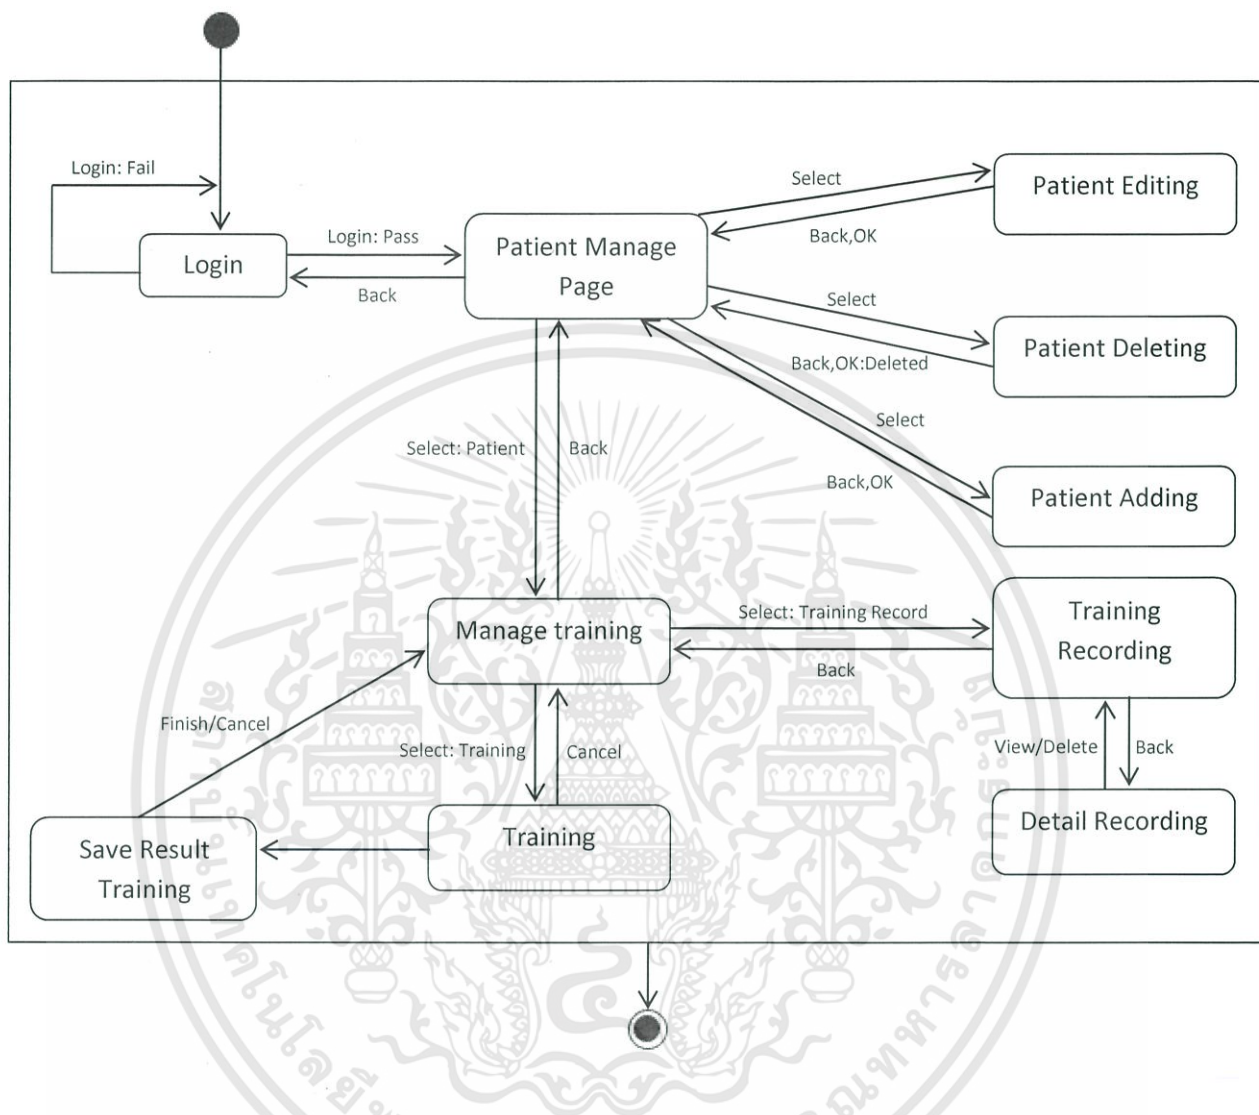 Login: Fail
Select
Patient Editing
Login: Pass
Patient Manage
Page
Back,OK
Login
Back
Select
Patient Deleting
Back,OK:Deleted
Select
Select: Patient
Back
Back,OK
Patient Adding
Manage training
Select: Training Record
Training
Recording
Back
Finish/Cancel
Select: Training
Cancel
View/Delete
Back
Save Result
Training
Training
Detail Recording